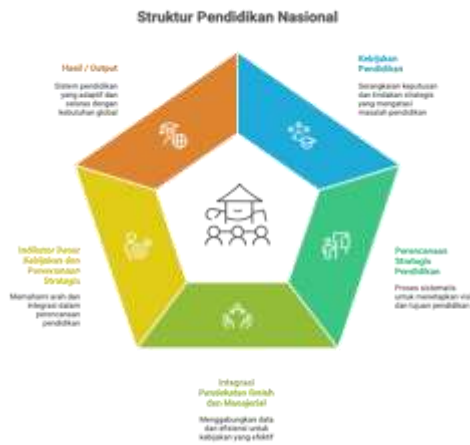 Struktur Pendidikan Nasional
Hasil / Output
Sistem pendidikan
yang adaptif dan
selaras dengan
kebutuhan global
Kebijakan
Pendidikan
Serangkaian keputusan
dan tindakan strategis
yang mengatasi
masalah pendidikan
Perencanaan
Strategis
Pendidikan
Proses sistematis
untuk menetapkan visi
dan tujuan pendidikan
Integrasi
Pendekatan Ilmiah
dan Manajerial
Menggabungkan data
dan efisiensi untuk
kebijakan yang efektif
Indikator Dasar
Kebijakan dan
Perencanaan
Strategis
Memahami arah dan
integrasi dalam
perencanaan
pendidikan